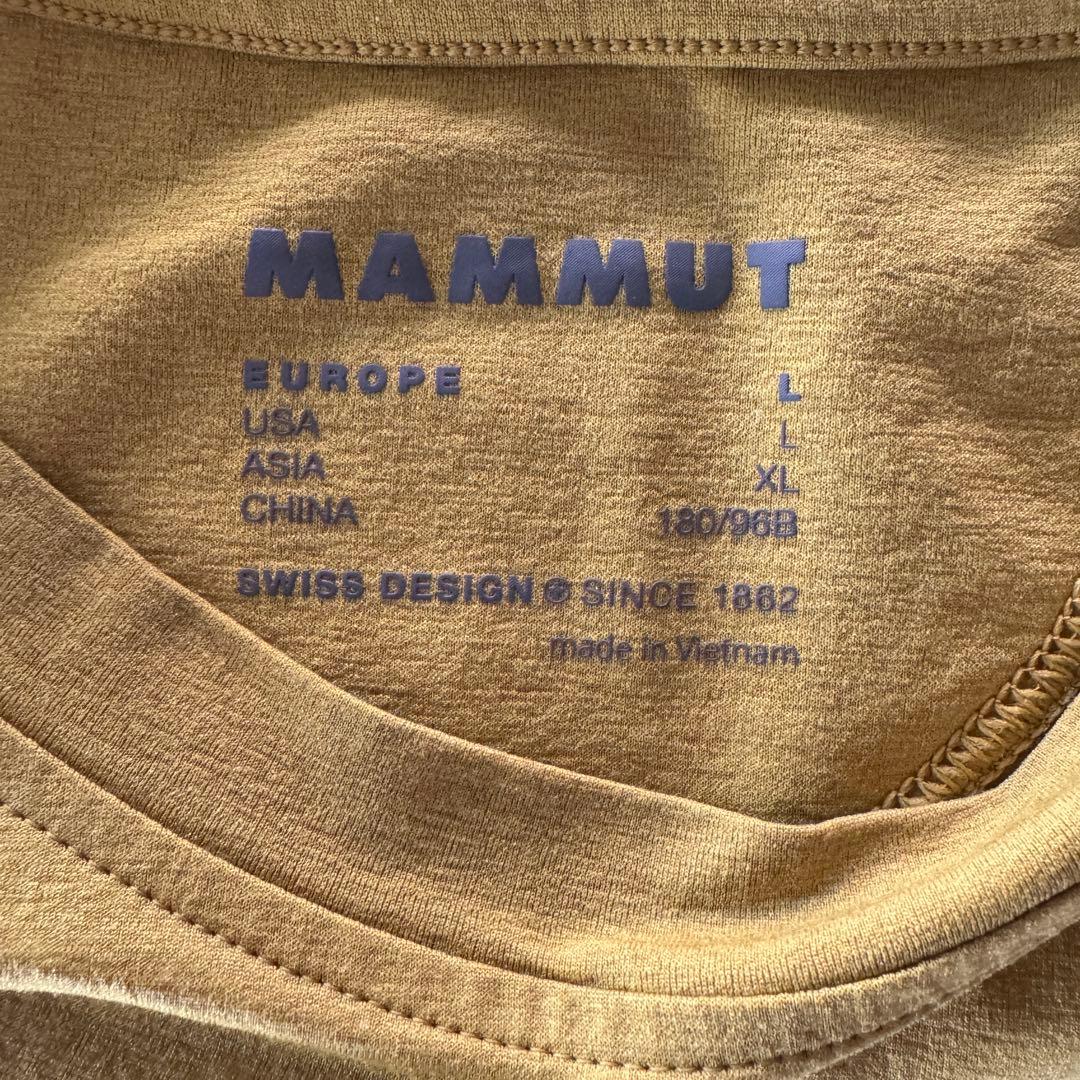 MAMMUT
EUROPE L
USA L
ASIA XL
CHINA 180/96B
SWISS DESIGN SINCE 1862
made in Vietnam